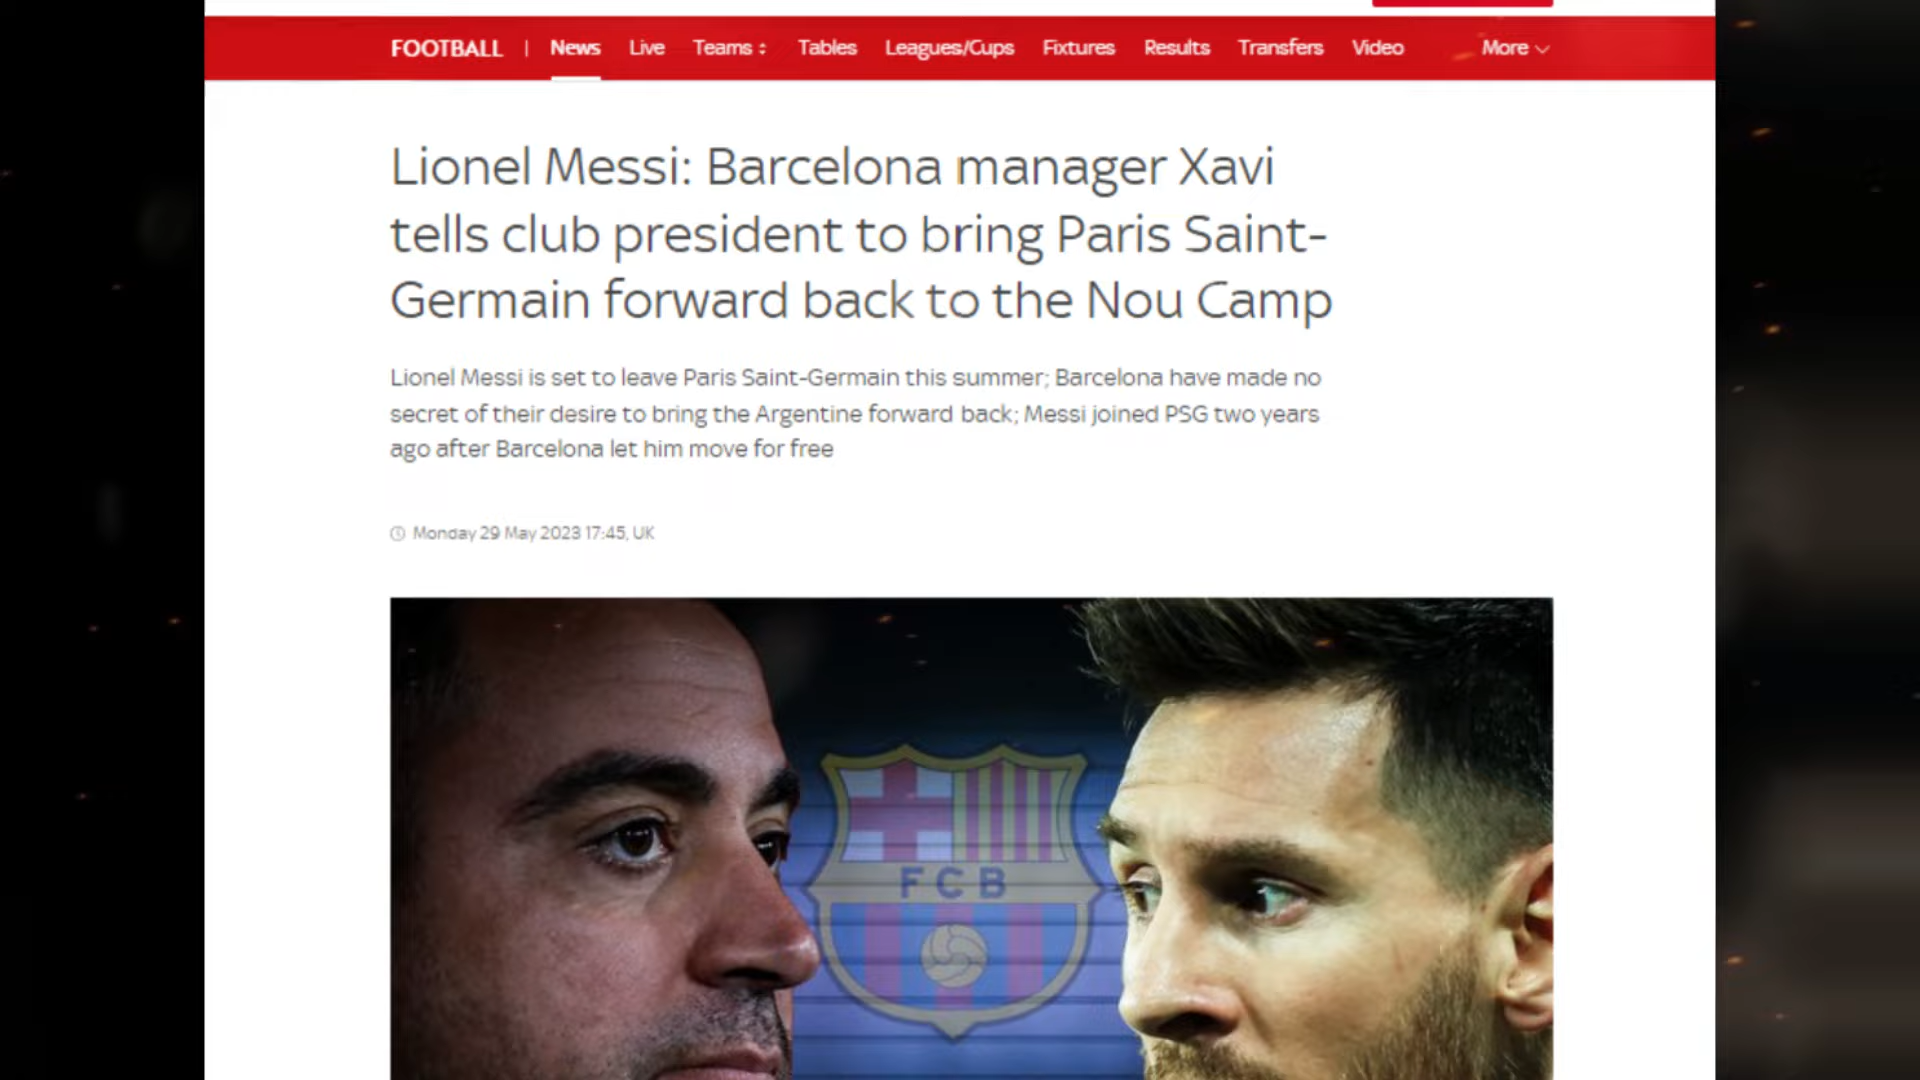 FOOTBALL | News Live Teams Tables Leagues/Cups Fixtures Results Transfers Video More
Lionel Messi: Barcelona manager Xavi
tells club president to bring Paris Saint-
Germain forward back to the Nou Camp
Lionel Messi is set to leave Paris Saint-Germain this summer; Barcelona have made no
secret of their desire to bring the Argentine forward back; Messi joined PSG two years
ago after Barcelona let him move for free
Monday 29 May 2023 17:45, UK
FCB